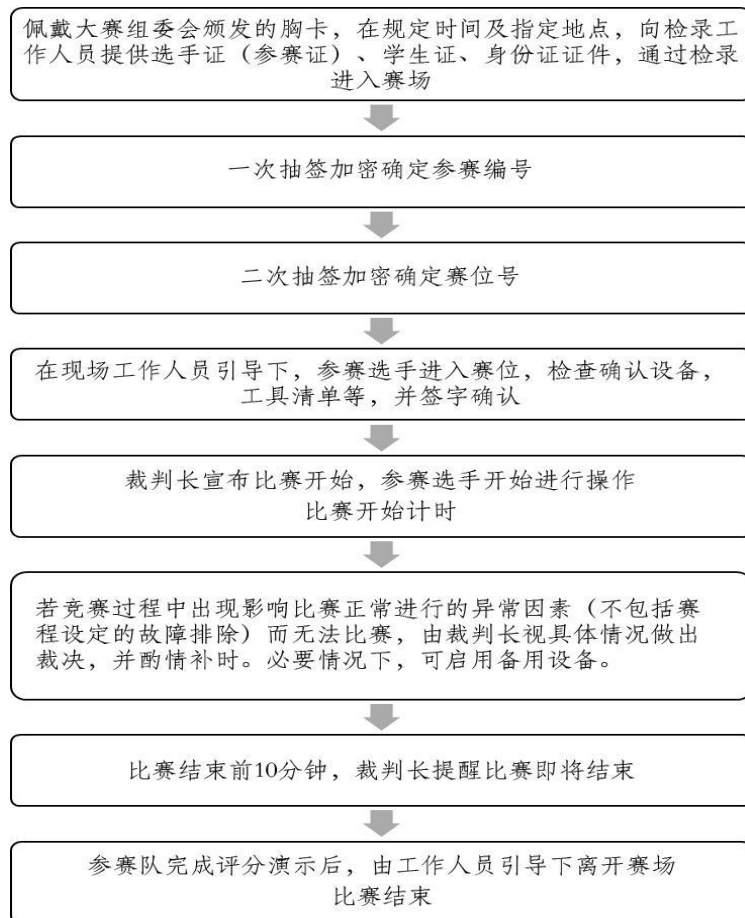 佩戴大赛组委会颁发的胸卡，在规定时间及指定地点，向检录工
作人员提供选手证（参赛证）、学生证、身份证证件，通过检录
进入赛场
一次抽签加密确定参赛编号
二次抽签加密确定赛位号
在现场工作人员引导下，参赛选手进入赛位，检查确认设备，
工具清单等，并签字确认
裁判长宣布比赛开始，参赛选手开始进行操作
比赛开始计时
若竞赛过程中出现影响比赛正常进行的异常因素（不包括赛
程设定的故障排除）而无法比赛，由裁判长视具体情况做出
裁决，并酌情补时。必要情况下，可启用备用设备。
比赛结束前10分钟，裁判长提醒比赛即将结束
参赛队完成评分演示后，由工作人员引导下离开赛场
比赛结束